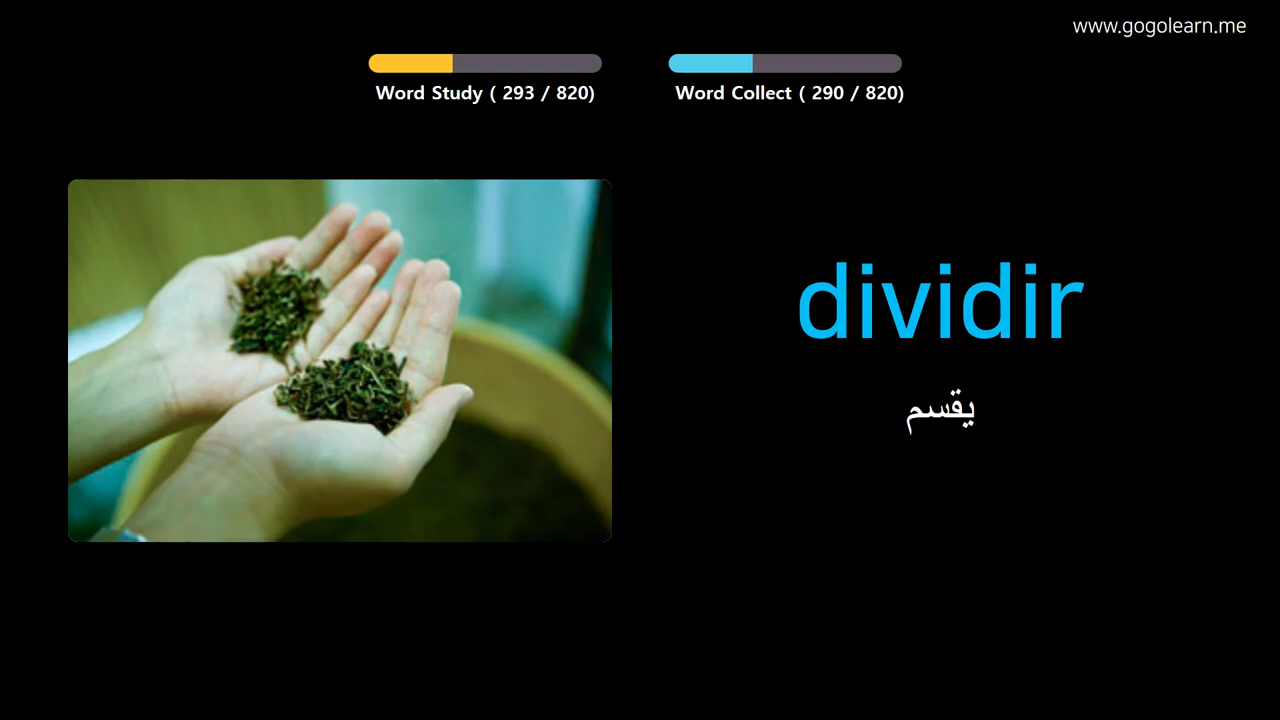 www.gogolearn.me
Word Study ( 293 / 820)
Word Collect ( 290 / 820)
dividir
يقسم